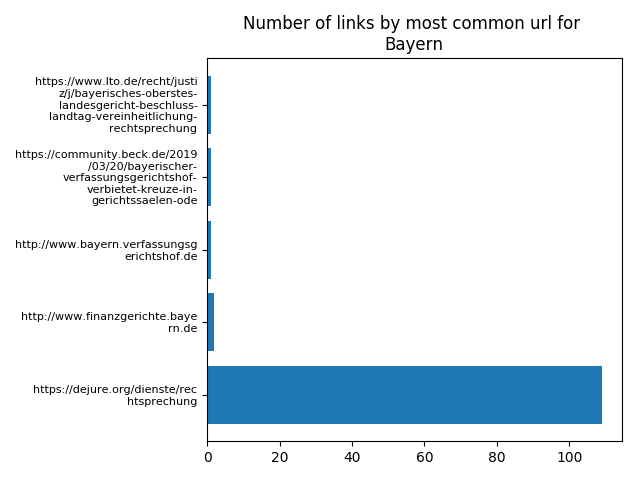 Number of links by most common url for
Bayern
https://www.lto.de/recht/justi
z/j/bayerisches-oberstes-
landesgericht-beschluss-
landtag-vereinheitlichung-
rechtsprechung
https://community.beck.de/2019
/03/20/bayerischer-
verfassungsgerichtshof-
verbietet-kreuze-in-
gerichtssaelen-ode
http://www.bayern.verfassungsg
erichtshof.de
http://www.finanzgerichte.baye
rn.de
https://dejure.org/dienste/rec
htsprechung
0 20 40 60 80 100